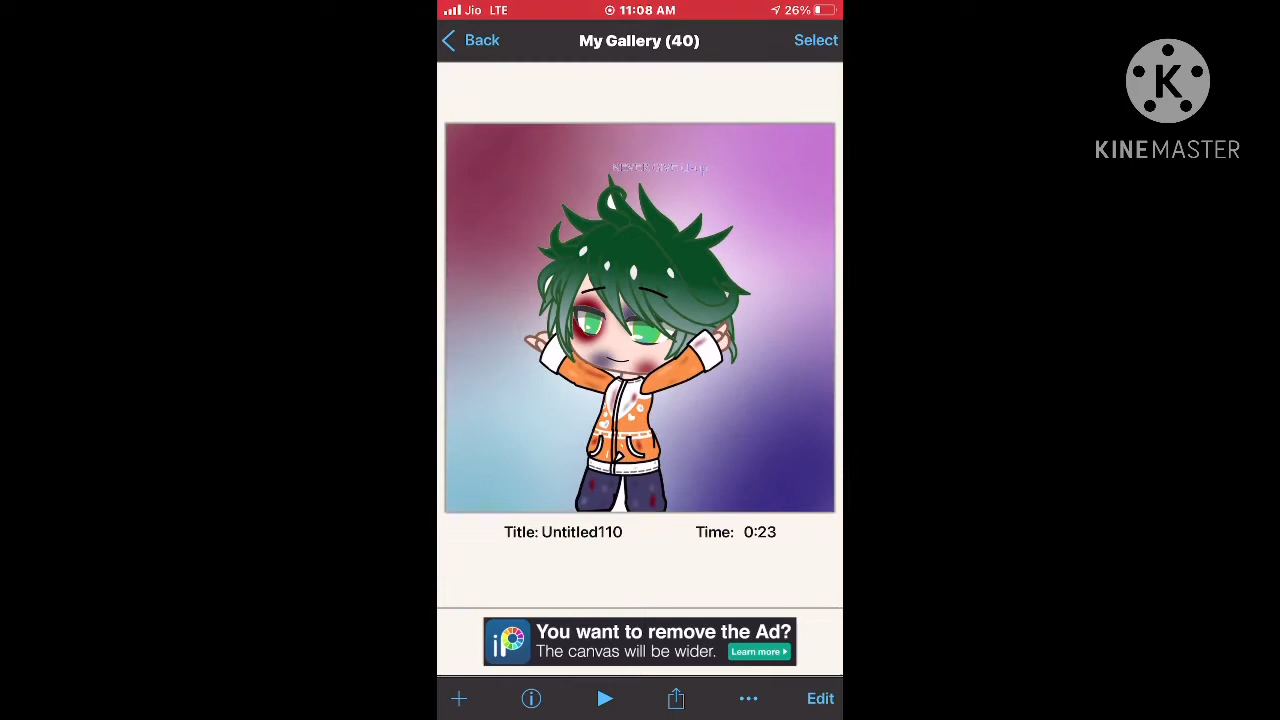 Jio LTE 11:08 AM 26%
Back My Gallery (40) Select
K
KINEMASTER
Title: Untitled110 Time: 0:23
iP You want to remove the Ad?
The canvas will be wider. Learn more
Edit